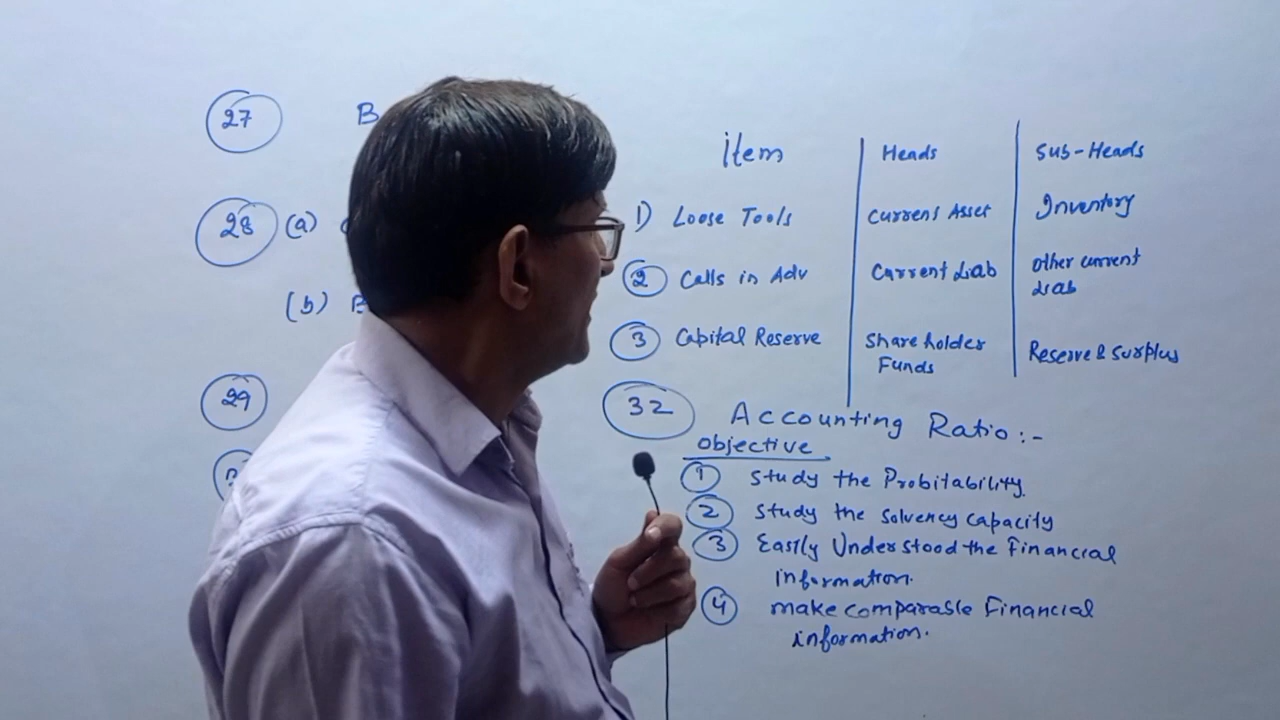 27 B
28 (a)
(b) B
29
Item Heads Sub-Heads
1) Loose Tools Current Asset Inventory
2 Calls in Adv Current Liab Other current
Liab
3 Capital Reserve Shareholder Reserve & Surplus
Funds
32 Accounting Ratio:-
Objective
1 Study the Probitability.
2 Study the Solvency capacity
3 Easily Understood the Financial
information.
4 make comparable Financial
information.